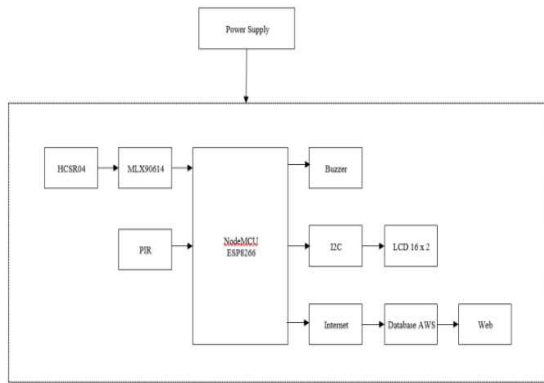 Power Supply
HCSR04
MLX90614
Buzzer
PIR
NodeMCU
ESP8266
I2C
LCD 16 x 2
Internet
Database AWS
Web